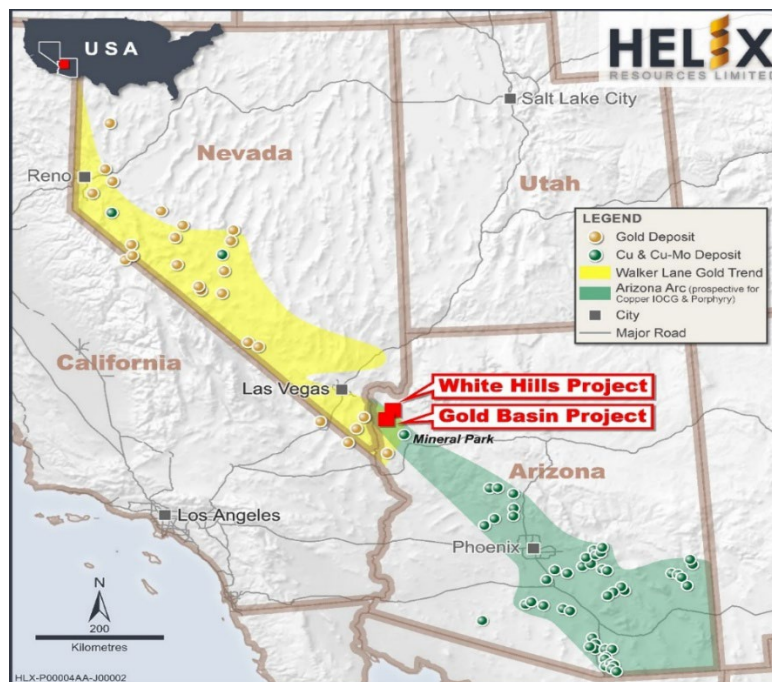 USA
HELIX
RESOURCES LIMITED
Salt Lake City
Nevada
Reno
Utah
LEGEND
Gold Deposit
Cu & Cu-Mo Deposit
Walker Lane Gold Trend
Arizona Arc (prospective for
Copper IOCG & Porphyry)
City
Major Road
California
Las Vegas
White Hills Project
Gold Basin Project
Mineral Park
Arizona
Los Angeles
Phoenix
N
200
Kilometres
HLX-P00004AA-J00002